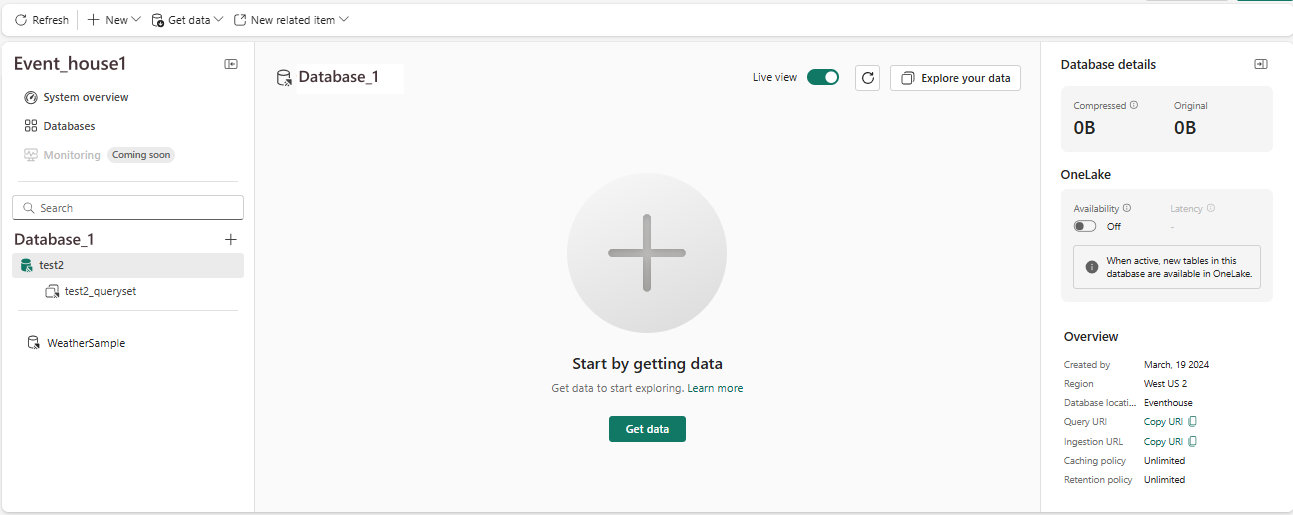 Refresh
New
Get data
New related item
Event_house1
System overview
Databases
Monitoring Coming soon
Search
Database_1
test2
test2_queryset
WeatherSample
Database_1
Live view
Explore your data
Start by getting data
Get data to start exploring. Learn more
Get data
Database details
Compressed Original
0B 0B
OneLake
Availability Latency
Off -
When active, new tables in this
database are available in OneLake.
Overview
Created by March, 19 2024
Region West US 2
Database locati... Eventhouse
Query URI Copy URI
Ingestion URL Copy URI
Caching policy Unlimited
Retention policy Unlimited